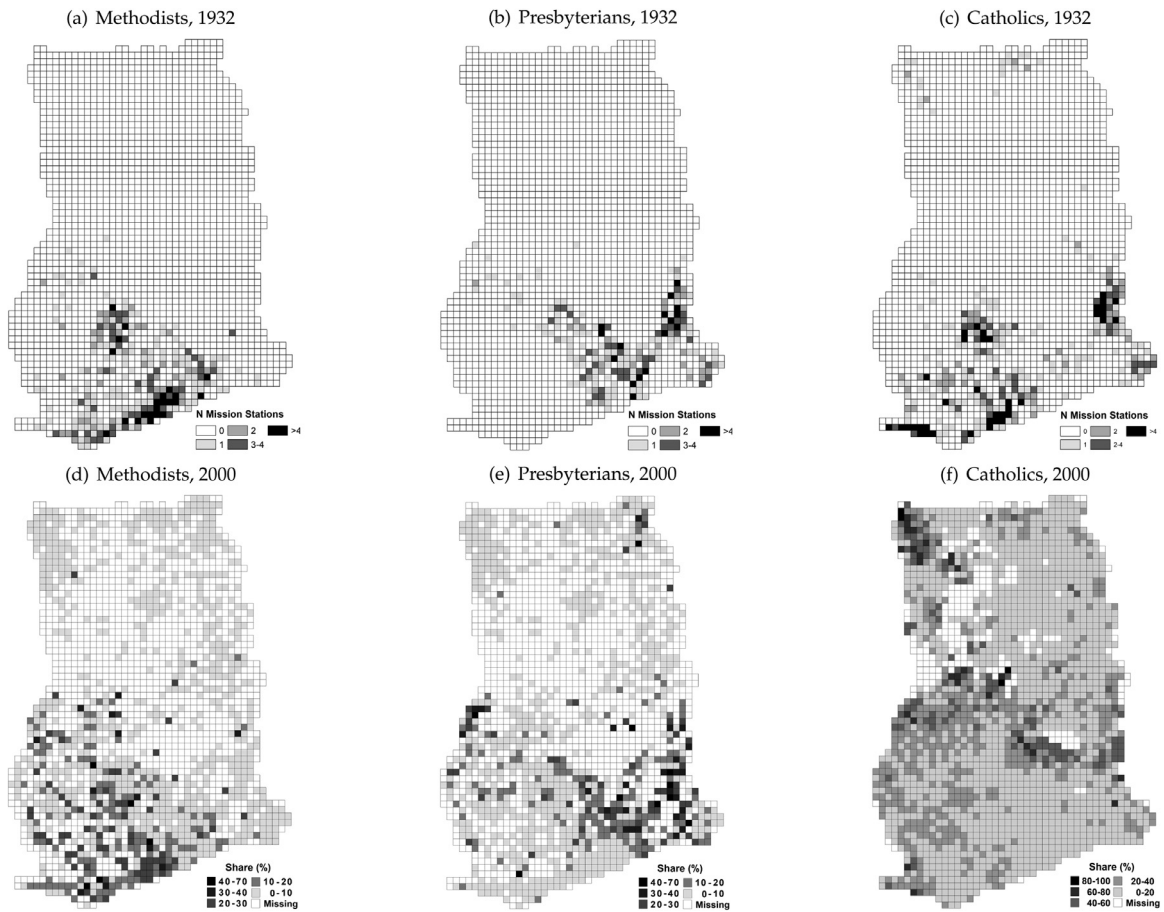 (a) Methodists, 1932
(b) Presbyterians, 1932
(c) Catholics, 1932
N Mission Stations
0 2 >4
1 3-4
N Mission Stations
0 2 >4
1 3-4
N Mission Stations
0 2 >4
1 2-4
(d) Methodists, 2000
(e) Presbyterians, 2000
(f) Catholics, 2000
Share (%)
40-70 10-20
30-40 0-10
20-30 Missing
Share (%)
40-70 10-20
30-40 0-10
20-30 Missing
Share (%)
80-100 20-40
60-80 0-20
40-60 Missing